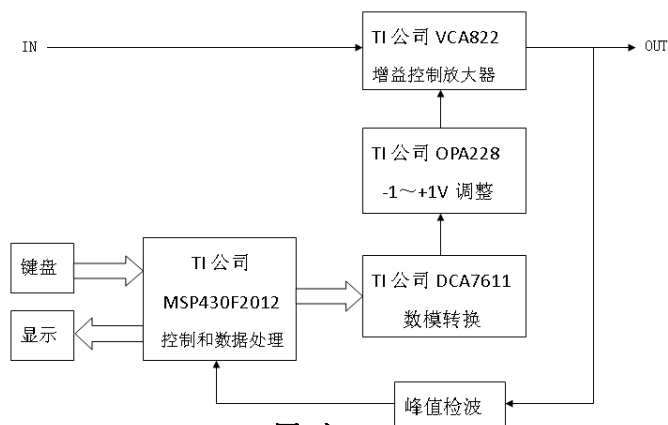 IN
TI 公司 VCA822
增益控制放大器
OUT
TI 公司 OPA228
-1～+1V 调整
键盘
显示
TI 公司
MSP430F2012
控制和数据处理
TI 公司 DCA7611
数模转换
峰值检波